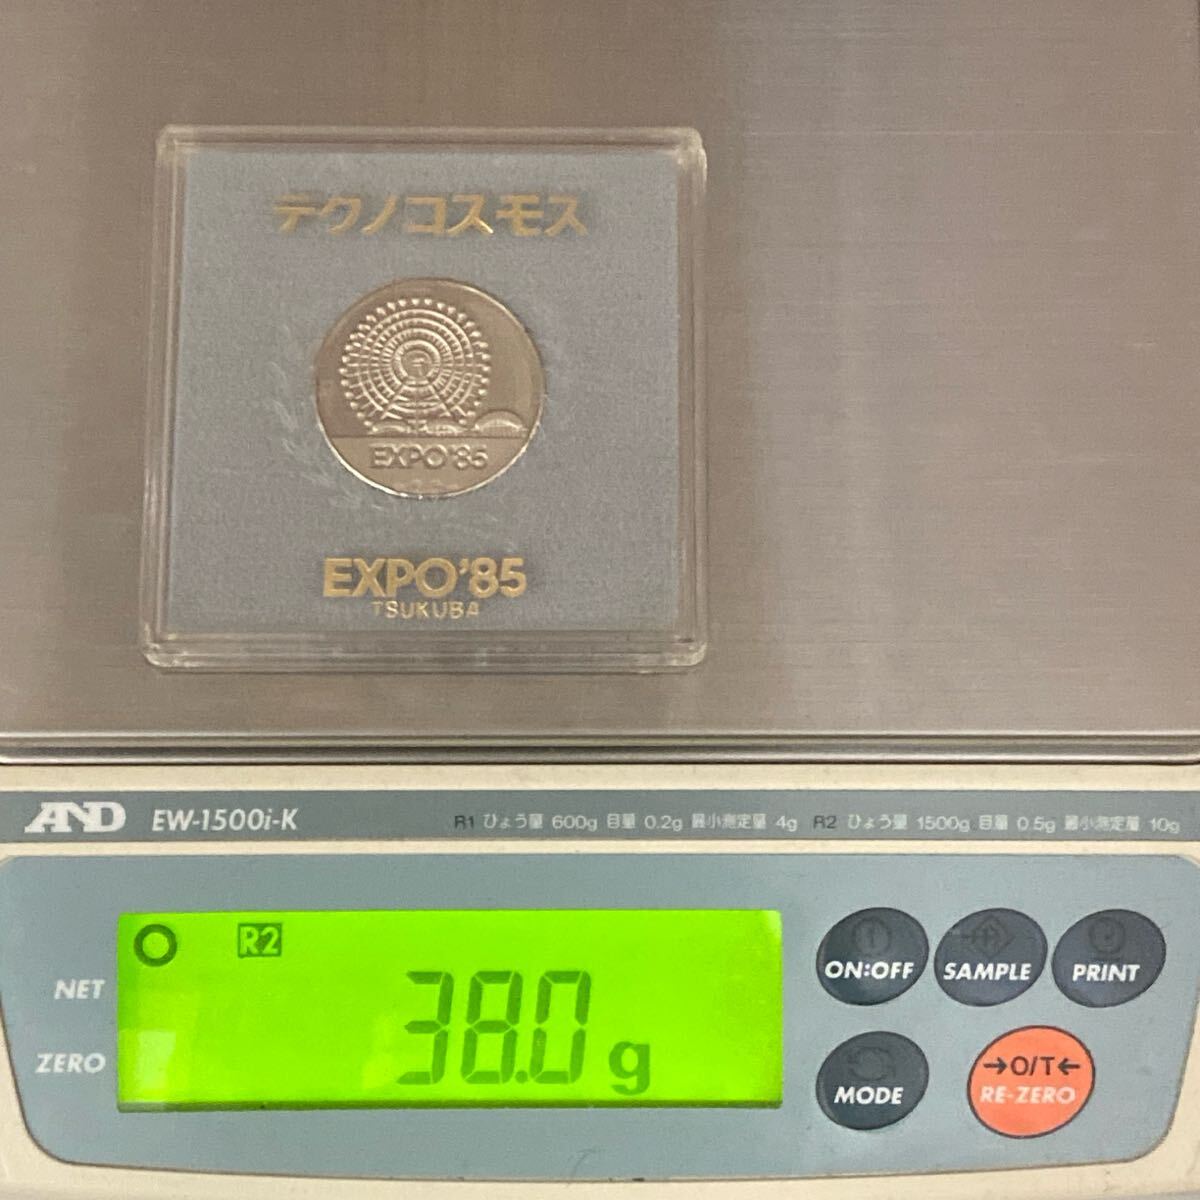 テクノコスモス
EXPO'85
EXPO'85
TSUKUBA
AND EW-1500i-K R1 ひょう量 600g 目量 0.2g 最小測定量 4g R2 ひょう量 1500g 目量 0.5g 最小測定量 10g
R2
NET
38.0 g
ZERO
ON:OFF SAMPLE PRINT
MODE
→O/T←
RE-ZERO